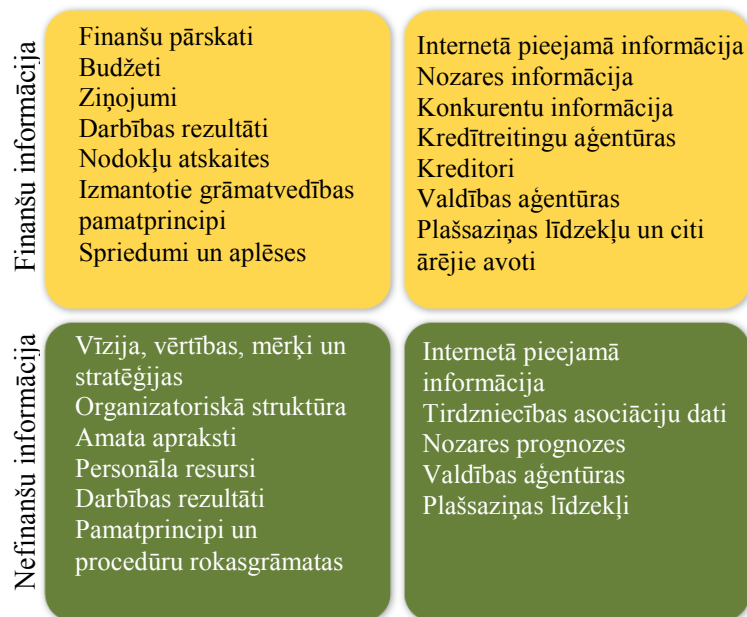 Finanšu informācija
Finanšu pārskati
Budžeti
Ziņojumi
Darbības rezultāti
Nodokļu atskaites
Izmantotie grāmatvedības
pamatprincipi
Spriedumi un aplēses
Internetā pieejamā informācija
Nozares informācija
Konkurentu informācija
Kredītreitingu aģentūras
Kreditori
Valdības aģentūras
Plašsaziņas līdzekļu un citi
ārējie avoti
Nefinanšu informācija
Vīzija, vērtības, mērķi un
stratēģijas
Organizatoriskā struktūra
Amata apraksti
Personāla resursi
Darbības rezultāti
Pamatprincipi un
procedūru rokasgrāmatas
Internetā pieejamā
informācija
Tirdzniecības asociāciju dati
Nozares prognozes
Valdības aģentūras
Plašsaziņas līdzekļi